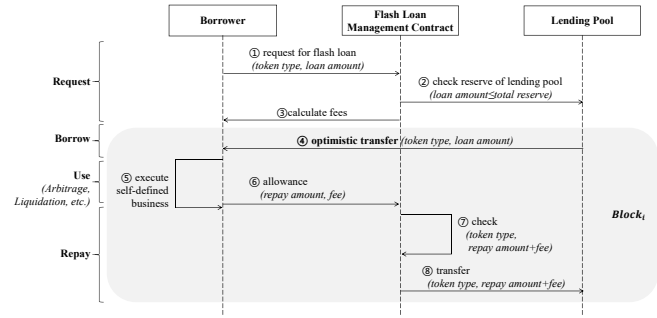 Borrower
Flash Loan
Management Contract
Lending Pool
Request
① request for flash loan
(token type, loan amount)
② check reserve of lending pool
(loan amount≤total reserve)
③calculate fees
Borrow
④ optimistic transfer (token type, loan amount)
Use
(Arbitrage,
Liquidation, etc.)
⑤ execute
self-defined
business
⑥ allowance
(repay amount, fee)
Block_i
⑦ check
(token type,
repay amount+fee)
Repay
⑧ transfer
(token type, repay amount+fee)